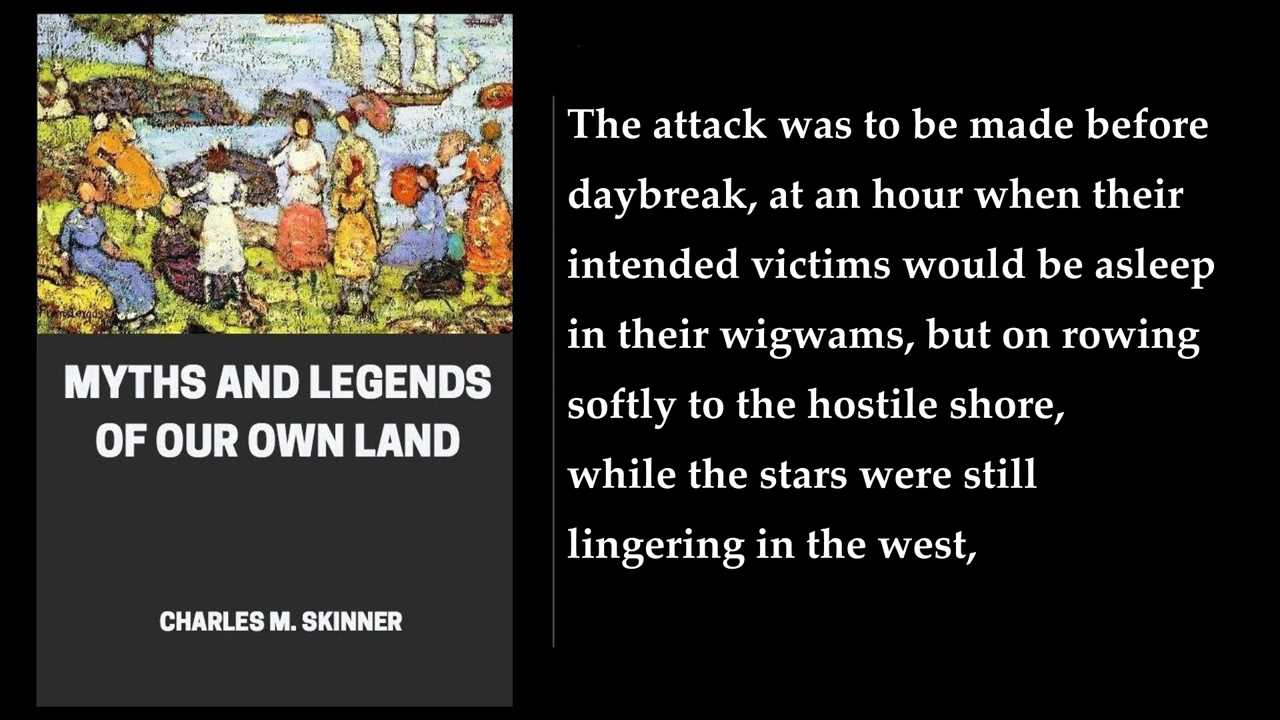 MYTHS AND LEGENDS
OF OUR OWN LAND
CHARLES M. SKINNER
The attack was to be made before
daybreak, at an hour when their
intended victims would be asleep
in their wigwams, but on rowing
softly to the hostile shore,
while the stars were still
lingering in the west,